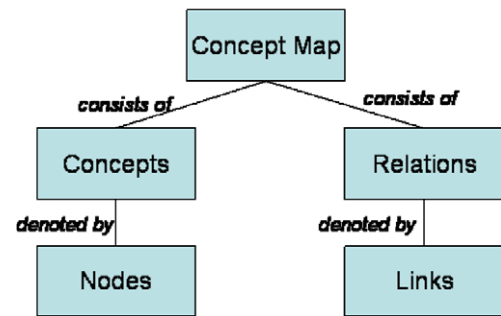 Concept Map
consists of
consists of
Concepts
Relations
denoted by
denoted by
Nodes
Links